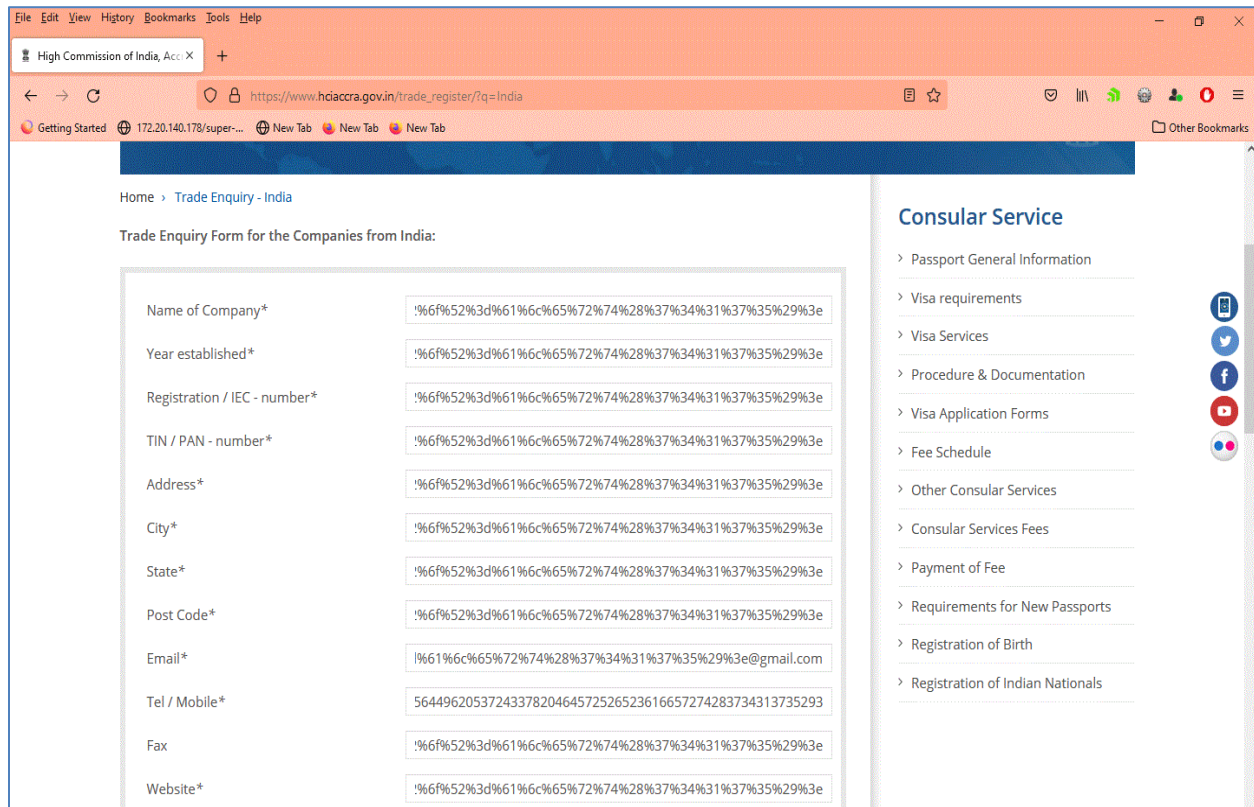 File Edit View History Bookmarks Tools Help
High Commission of India, Acc
https://www.hciaccra.gov.in/trade_register/?q=India
Getting Started 172.20.140.178/super-... New Tab New Tab New Tab Other Bookmarks
Home › Trade Enquiry - India
Trade Enquiry Form for the Companies from India:
Name of Company* %6f%52%3d%61%6c%65%72%74%28%37%34%31%37%35%29%3e
Year established* %6f%52%3d%61%6c%65%72%74%28%37%34%31%37%35%29%3e
Registration / IEC - number* %6f%52%3d%61%6c%65%72%74%28%37%34%31%37%35%29%3e
TIN / PAN - number* %6f%52%3d%61%6c%65%72%74%28%37%34%31%37%35%29%3e
Address* %6f%52%3d%61%6c%65%72%74%28%37%34%31%37%35%29%3e
City* %6f%52%3d%61%6c%65%72%74%28%37%34%31%37%35%29%3e
State* %6f%52%3d%61%6c%65%72%74%28%37%34%31%37%35%29%3e
Post Code* %6f%52%3d%61%6c%65%72%74%28%37%34%31%37%35%29%3e
Email* %61%6c%65%72%74%28%37%34%31%37%35%29%3e@gmail.com
Tel / Mobile* 5644962053724337820464572526523616657274283734313735293
Fax %6f%52%3d%61%6c%65%72%74%28%37%34%31%37%35%29%3e
Website* %6f%52%3d%61%6c%65%72%74%28%37%34%31%37%35%29%3e
Consular Service
Passport General Information
Visa requirements
Visa Services
Procedure & Documentation
Visa Application Forms
Fee Schedule
Other Consular Services
Consular Services Fees
Payment of Fee
Requirements for New Passports
Registration of Birth
Registration of Indian Nationals